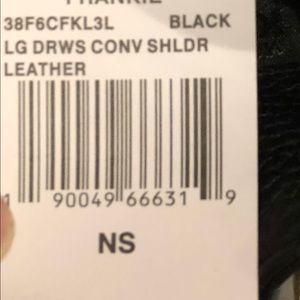 FRANKIE
38F6CFKL3L BLACK
LG DRWS CONV SHLDR
LEATHER
1 90049 66631 9
NS